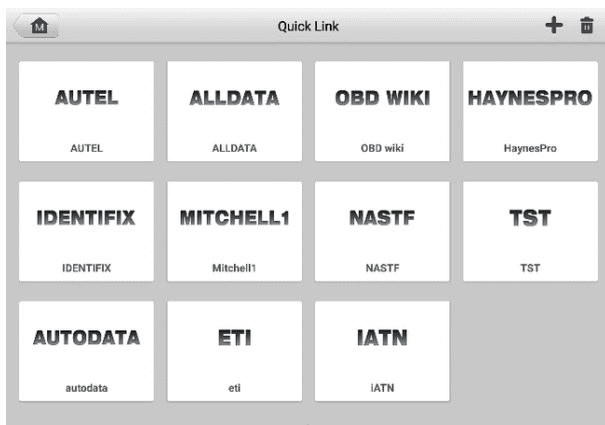 M
Quick Link
AUTEL
AUTEL
ALLDATA
ALLDATA
OBD WIKI
OBD wiki
HAYNESPRO
HaynesPro
IDENTIFIX
IDENTIFIX
MITCHELL1
Mitchell1
NASTF
NASTF
TST
TST
AUTODATA
autodata
ETI
eti
IATN
iATN